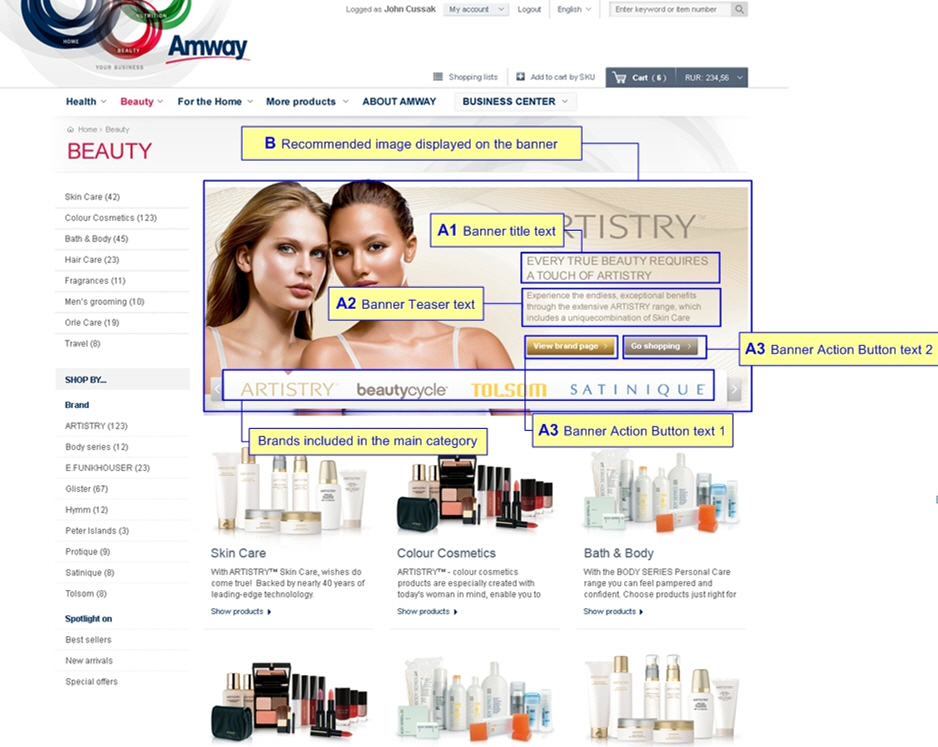 Logged as John Cussak My account Logout English Enter keyword or item number
NUTRITION
HOME
BEAUTY
YOUR BUSINESS
Amway
Shopping lists Add to cart by SKU Cart ( 6 ) RUR: 234,56
Health Beauty For the Home More products ABOUT AMWAY BUSINESS CENTER
Home › Beauty
BEAUTY
B Recommended image displayed on the banner
Skin Care (42)
Colour Cosmetics (123)
Bath & Body (45)
Hair Care (23)
Fragrances (11)
Men's grooming (10)
Orle Care (19)
Travel (8)
SHOP BY...
Brand
ARTISTRY (123)
Body series (12)
E.FUNKHOUSER (23)
Glister (67)
Hymm (12)
Peter Islands (3)
Protique (9)
Satinique (8)
Tolsom (8)
Spotlight on
Best sellers
New arrivals
Special offers
ARTISTRY™
A1 Banner title text
EVERY TRUE BEAUTY REQUIRES
A TOUCH OF ARTISTRY
A2 Banner Teaser text
Experience the endless, exceptional benefits
through the extensive ARTISTRY range, which
includes a uniquecombination of Skin Care
View brand page Go shopping
A3 Banner Action Button text 2
ARTISTRY beautycycle TOLSOM SATINIQUE
A3 Banner Action Button text 1
Brands included in the main category
Skin Care
With ARTISTRY™ Skin Care, wishes do
come true! Backed by nearly 40 years of
leading-edge technolology.
Show products
Colour Cosmetics
ARTISTRY™ - colour cosmetics
products are especially created with
today's woman in mind, enable you to
Show products
Bath & Body
With the BODY SERIES Personal Care
range you can feel pampered and
confident. Choose products just right for
Show products